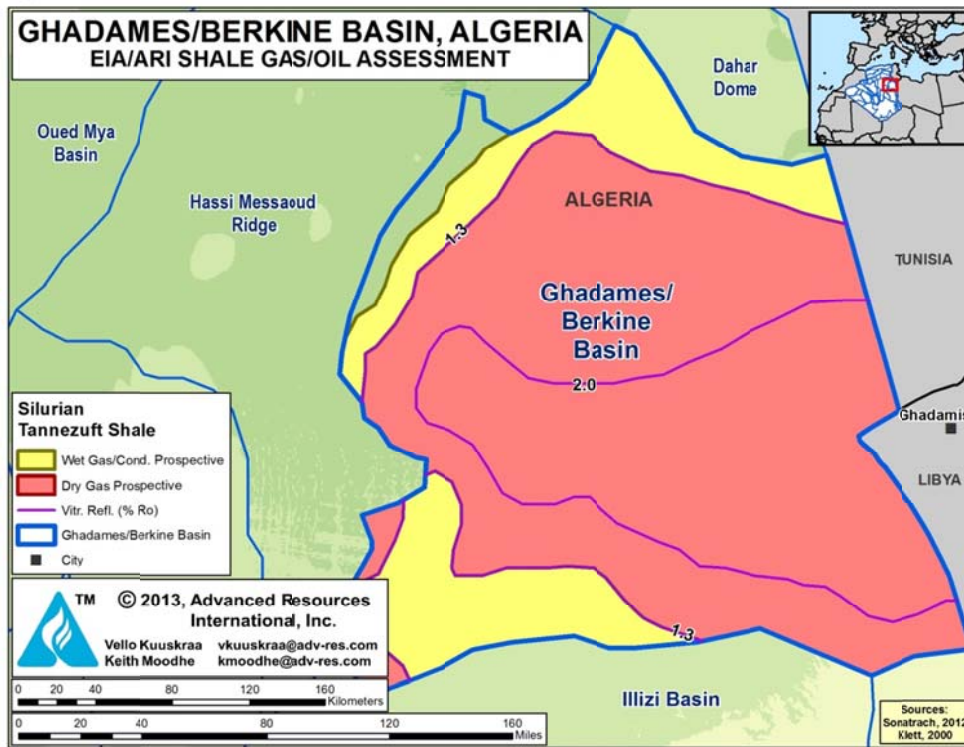 GHADAMES/BERKINE BASIN, ALGERIA
EIA/ARI SHALE GAS/OIL ASSESSMENT
Dahar
Dome
Oued Mya
Basin
Hassi Messaoud
Ridge
ALGERIA
1.3
TUNISIA
Ghadames/
Berkine
Basin
2.0
Ghadamis
LIBYA
Silurian
Tannezuft Shale
Wet Gas/Cond. Prospective
Dry Gas Prospective
Vitr. Refl. (% Ro)
Ghadames/Berkine Basin
City
TM
© 2013, Advanced Resources
International, Inc.
Vello Kuuskraa vkuuskraa@adv-res.com
Keith Moodhe kmoodhe@adv-res.com
1.3
0 20 40 80 120 160
Kilometers
0 20 40 80 120 160
Miles
Illizi Basin
Sources:
Sonatrach, 2012
Klett, 2000